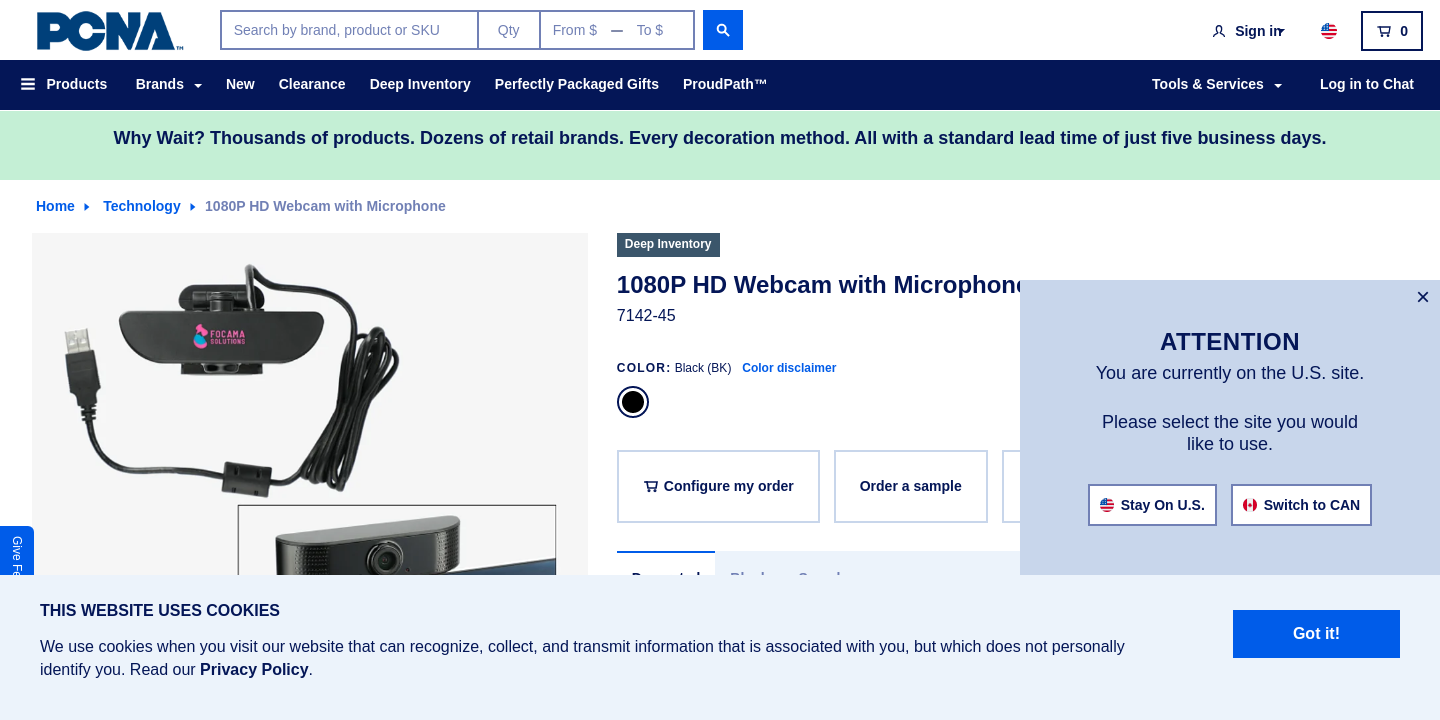 PCNA™
Search by brand, product or SKU
Qty
From $ — To $
Sign in
0
Products
Brands
New
Clearance
Deep Inventory
Perfectly Packaged Gifts
ProudPath™
Tools & Services
Log in to Chat
Why Wait? Thousands of products. Dozens of retail brands. Every decoration method. All with a standard lead time of just five business days.
Home
Technology
1080P HD Webcam with Microphone
FOCAMA
SOLUTIONS
Deep Inventory
1080P HD Webcam with Microphone
7142-45
COLOR: Black (BK) Color disclaimer
Configure my order
Order a sample
×
ATTENTION
You are currently on the U.S. site.
Please select the site you would
like to use.
Stay On U.S.
Switch to CAN
Give
THIS WEBSITE USES COOKIES
We use cookies when you visit our website that can recognize, collect, and transmit information that is associated with you, but which does not personally
identify you. Read our Privacy Policy.
Got it!